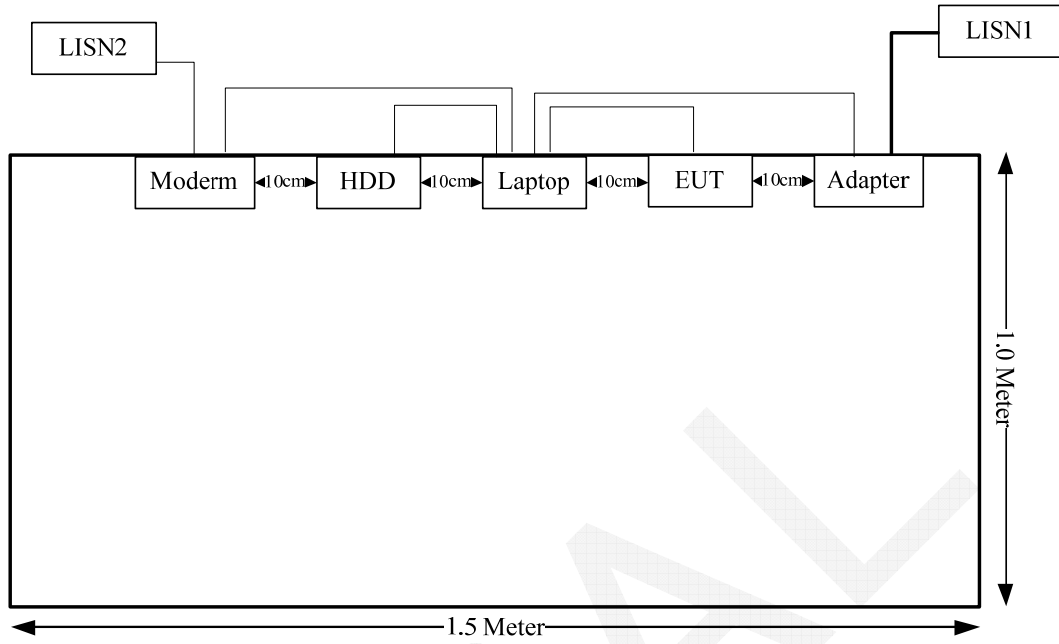 LISN2
LISN1
Moderm
10cm
HDD
10cm
Laptop
10cm
EUT
10cm
Adapter
1.0 Meter
1.5 Meter